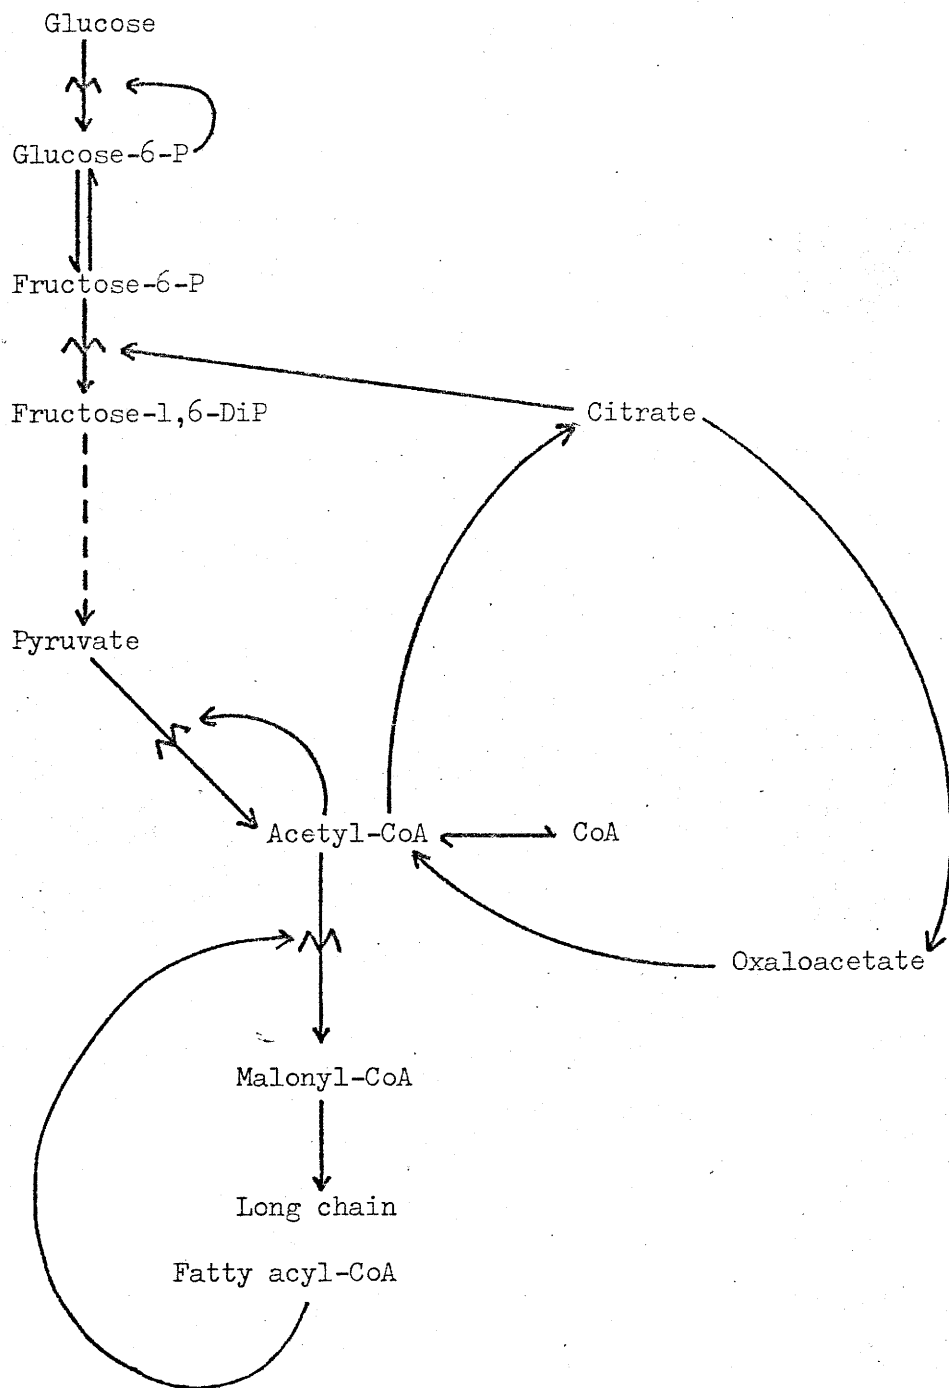 Glucose
Glucose-6-P
Fructose-6-P
Fructose-1,6-DiP
Citrate
Pyruvate
Acetyl-CoA
CoA
Oxaloacetate
Malonyl-CoA
Long chain
Fatty acyl-CoA